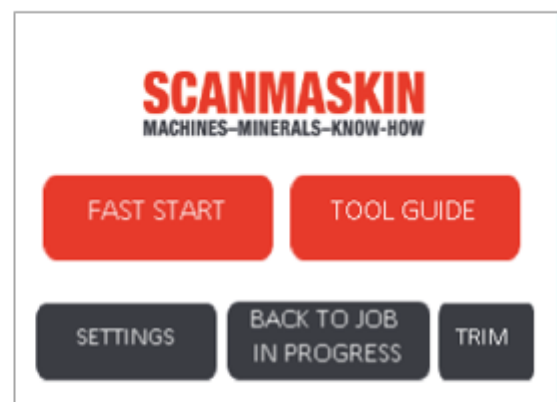 SCANMASKIN
MACHINES–MINERALS–KNOW-HOW
FAST START
TOOL GUIDE
SETTINGS
BACK TO JOB
IN PROGRESS
TRIM